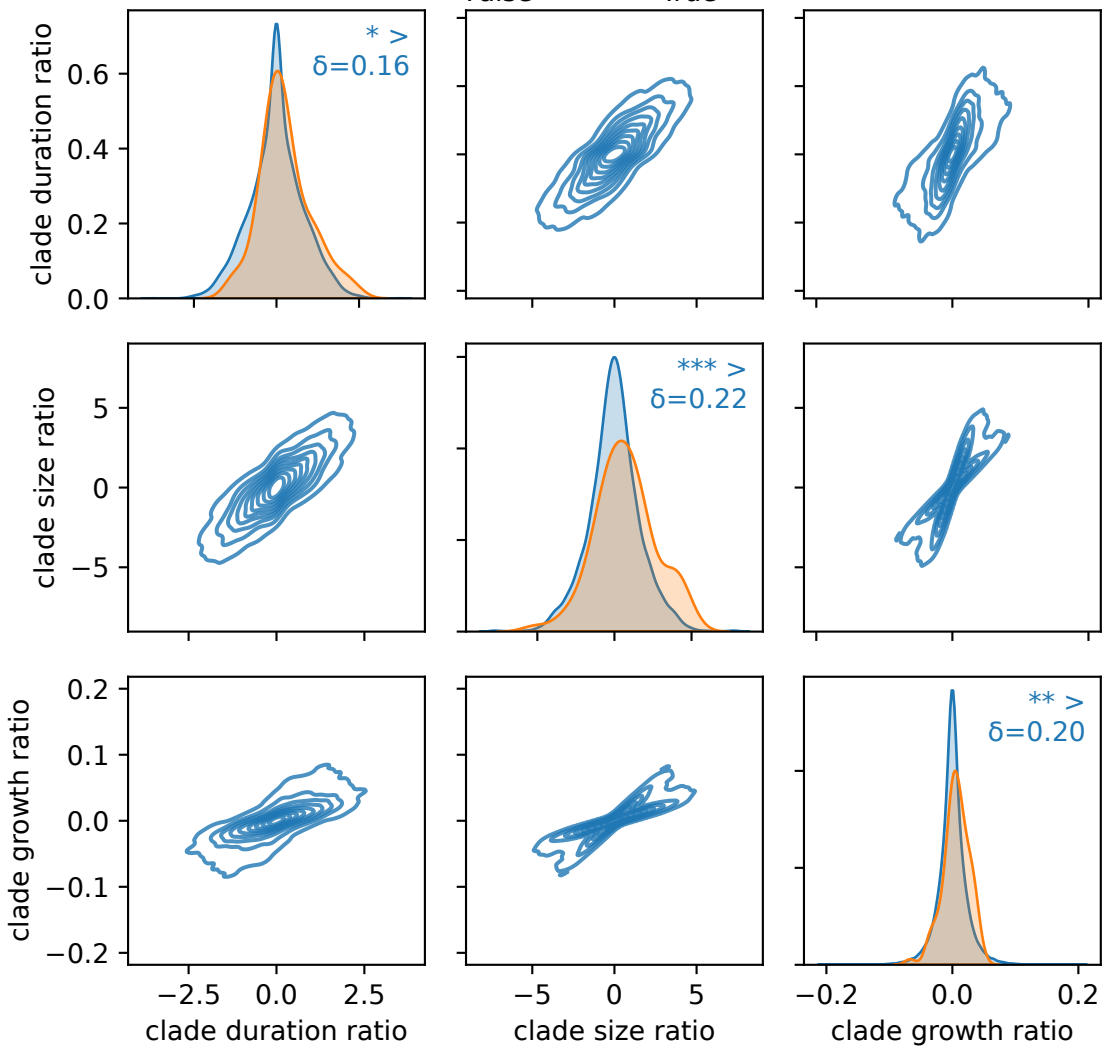 clade duration ratio
0.6
0.4
0.2
0.0
* >
δ=0.16
clade size ratio
5
0
−5
*** >
δ=0.22
clade growth ratio
0.2
0.1
0.0
−0.1
−0.2
** >
δ=0.20
−2.5 0.0 2.5
−5 0 5
−0.2 0.0 0.2
clade duration ratio
clade size ratio
clade growth ratio